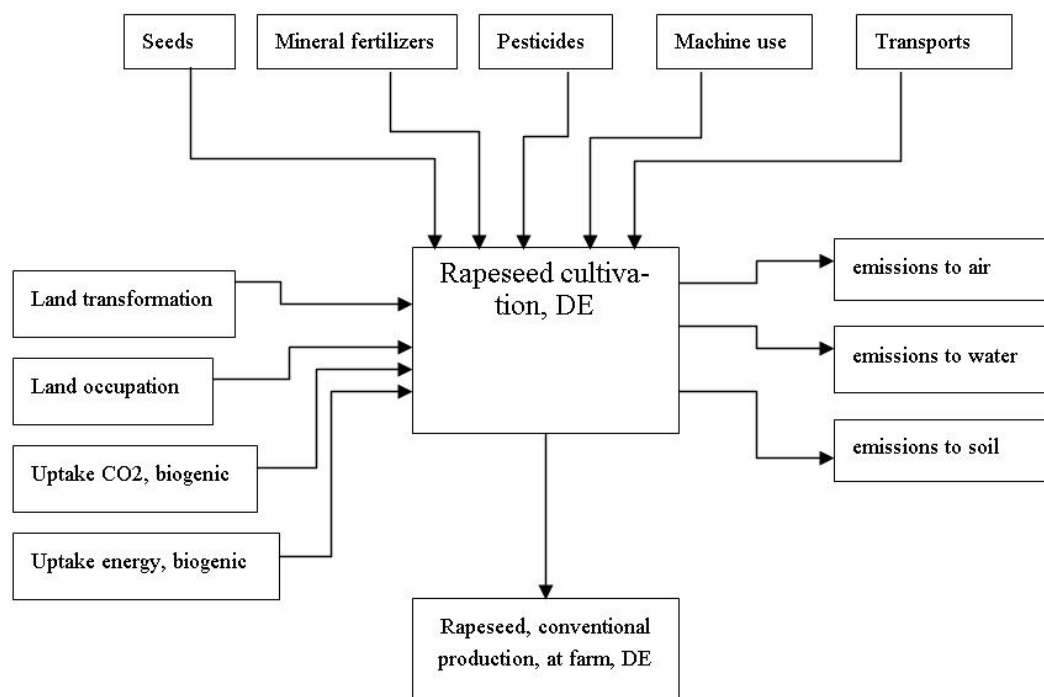 Seeds
Mineral fertilizers
Pesticides
Machine use
Transports
Rapeseed cultiva-
tion, DE
Land transformation
Land occupation
Uptake CO2, biogenic
Uptake energy, biogenic
emissions to air
emissions to water
emissions to soil
Rapeseed, conventional
production, at farm, DE